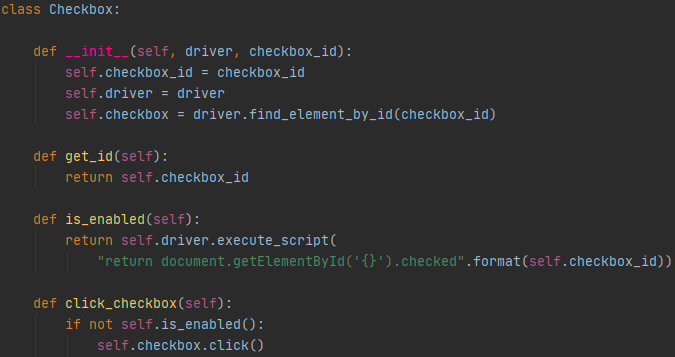 class Checkbox:
def __init__(self, driver, checkbox_id):
self.checkbox_id = checkbox_id
self.driver = driver
self.checkbox = driver.find_element_by_id(checkbox_id)
def get_id(self):
return self.checkbox_id
def is_enabled(self):
return self.driver.execute_script(
"return document.getElementById('{}').checked".format(self.checkbox_id))
def click_checkbox(self):
if not self.is_enabled():
self.checkbox.click()